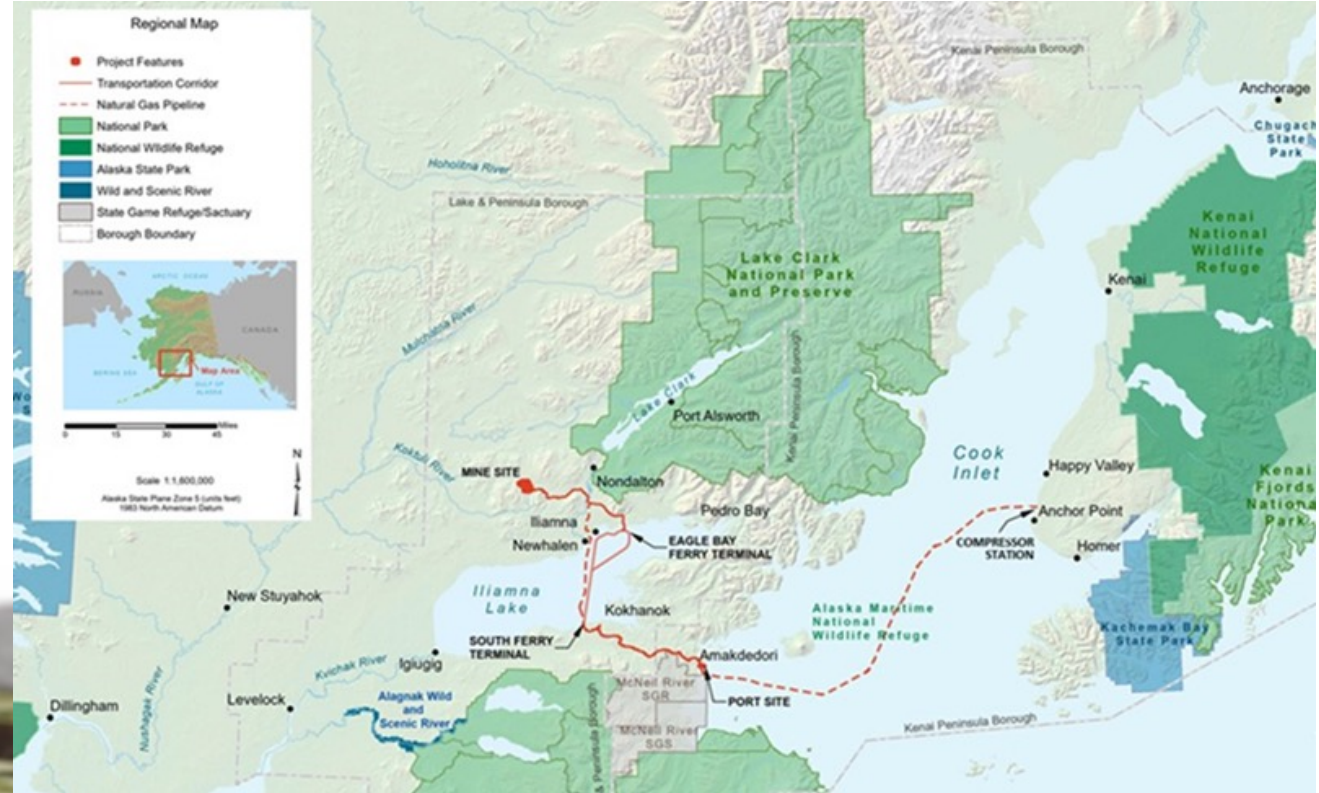 Regional Map
Project Features
Transportation Corridor
Natural Gas Pipeline
National Park
National Wildlife Refuge
Alaska State Park
Wild and Scenic River
State Game Refuge/Sactuary
Borough Boundary
ARCTIC OCEAN
RUSSIA
CANADA
BERING SEA
Map Area
GULF OF
ALASKA
0 15 30 45 Miles
N
Scale 1:1,600,000
Alaska State Plane Zone 5 (units feet)
1983 North American Datum
Kenai Peninsula Borough
Anchorage
Chugach
State
Park
Hoholitna River
Lake & Peninsula Borough
Kenai
National
Wildlife
Refuge
Lake Clark
National Park
and Preserve
Kenai
Mulchatna River
Kenai Peninsula Borough
Lake Clark
Port Alsworth
Koktuli River
Cook
Inlet
MINE SITE
Nondalton
Happy Valley
Kenai
Fjords
National
Park
Pedro Bay
Anchor Point
Iliamna
Newhalen
EAGLE BAY
FERRY TERMINAL
COMPRESSOR
STATION
Homer
New Stuyahok
Iliamna
Lake
Kokhanok
Alaska Maritime
National
Wildlife Refuge
Kachemak Bay
State Park
SOUTH FERRY
TERMINAL
Amakdedori
Igiugig
Kvichak River
McNeil River
SGR
PORT SITE
Dillingham
Nushagak River
Levelock
Alagnak Wild
and
Scenic River
McNeil River
SGS
Kenai Peninsula Borough
& Peninsula Borough